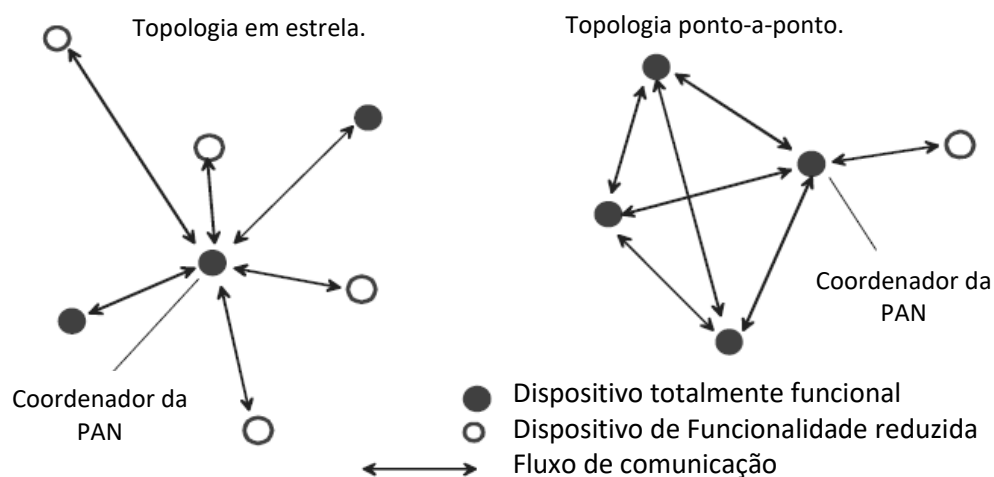 Topologia em estrela.
Topologia ponto-a-ponto.
Coordenador da
PAN
Coordenador da
PAN
Dispositivo totalmente funcional
Dispositivo de Funcionalidade reduzida
Fluxo de comunicação